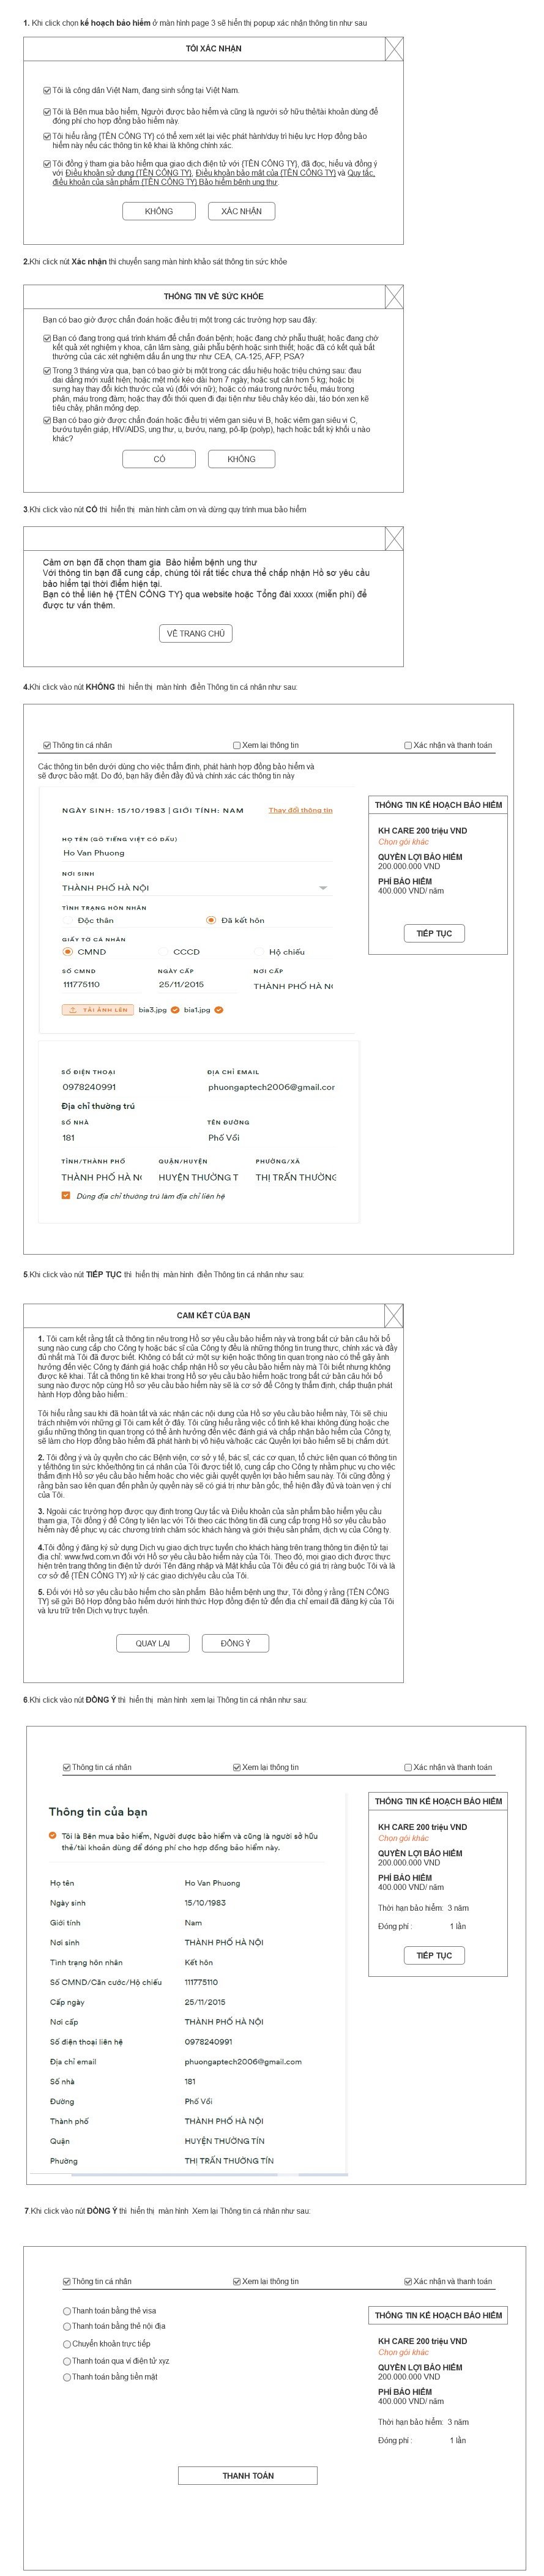 1. Khi click chọn kế hoạch bảo hiểm ở màn hình page 3 sẽ hiển thị popup xác nhận thông tin như sau
TÔI XÁC NHẬN
Tôi là công dân Việt Nam, đang sinh sống tại Việt Nam.
Tôi là Bên mua bảo hiểm, Người được bảo hiểm và cũng là người sở hữu thẻ/tài khoản dùng để
đóng phí cho hợp đồng bảo hiểm này.
Tôi hiểu rằng {TÊN CÔNG TY} có thể xem xét lại việc phát hành/duy trì hiệu lực Hợp đồng bảo
hiểm này nếu các thông tin kê khai là không chính xác.
Tôi đồng ý tham gia bảo hiểm qua giao dịch điện tử với {TÊN CÔNG TY}, đã đọc, hiểu và đồng ý
với Điều khoản sử dụng {TÊN CÔNG TY}, Điều khoản bảo mật của {TÊN CÔNG TY} và Quy tắc,
điều khoản của sản phẩm {TÊN CÔNG TY} Bảo hiểm bệnh ung thư.
KHÔNG
XÁC NHẬN
2.Khi click nút Xác nhận thì chuyển sang màn hình khảo sát thông tin sức khỏe
THÔNG TIN VỀ SỨC KHỎE
Bạn có bao giờ được chẩn đoán hoặc điều trị một trong các trường hợp sau đây:
Bạn có đang trong quá trình khám để chẩn đoán bệnh; hoặc đang chờ phẫu thuật; hoặc đang chờ
kết quả xét nghiệm y khoa, cận lâm sàng, giải phẫu bệnh hoặc sinh thiết; hoặc đã có kết quả bất
thường của các xét nghiệm dấu ấn ung thư như CEA, CA-125, AFP, PSA?
Trong 3 tháng vừa qua, bạn có bao giờ bị một trong các dấu hiệu hoặc triệu chứng sau: đau
dai dẳng mới xuất hiện; hoặc mệt mỏi kéo dài hơn 7 ngày; hoặc sụt cân hơn 5 kg; hoặc bị
sưng hay thay đổi kích thước của vú (đối với nữ); hoặc có máu trong nước tiểu, máu trong
phân, máu trong đàm; hoặc thay đổi thói quen đi đại tiện như tiêu chảy kéo dài, táo bón xen kẽ
tiêu chảy, phân mỏng dẹp.
Bạn có bao giờ được chẩn đoán hoặc điều trị viêm gan siêu vi B, hoặc viêm gan siêu vi C,
bướu tuyến giáp, HIV/AIDS, ung thư, u, bướu, nang, pô-líp (polyp), hạch hoặc bất kỳ khối u nào
khác?
CÓ
KHÔNG
3.Khi click vào nút CÓ thì hiển thị màn hình cảm ơn và dừng quy trình mua bảo hiểm
Cảm ơn bạn đã chọn tham gia Bảo hiểm bệnh ung thư
Với thông tin bạn đã cung cấp, chúng tôi rất tiếc chưa thể chấp nhận Hồ sơ yêu cầu
bảo hiểm tại thời điểm hiện tại.
Bạn có thể liên hệ {TÊN CÔNG TY} qua website hoặc Tổng đài xxxxx (miễn phí) để
được tư vấn thêm.
VỀ TRANG CHỦ
4.Khi click vào nút KHÔNG thì hiển thị màn hình điền Thông tin cá nhân như sau:
Thông tin cá nhân
Xem lại thông tin
Xác nhận và thanh toán
Các thông tin bên dưới dùng cho việc thẩm định, phát hành hợp đồng bảo hiểm và
sẽ được bảo mật. Do đó, bạn hãy điền đầy đủ và chính xác các thông tin này
NGÀY SINH: 15/10/1983 | GIỚI TÍNH: NAM
Thay đổi thông tin
HỌ TÊN (GÕ TIẾNG VIỆT CÓ DẤU)
Ho Van Phuong
NƠI SINH
THÀNH PHỐ HÀ NỘI
TÌNH TRẠNG HÔN NHÂN
Độc thân
Đã kết hôn
GIẤY TỜ CÁ NHÂN
CMND
CCCD
Hộ chiếu
SỐ CMND
NGÀY CẤP
NƠI CẤP
111775110
25/11/2015
THÀNH PHỐ HÀ N
TẢI ẢNH LÊN
bia3.jpg
bia1.jpg
THÔNG TIN KẾ HOẠCH BẢO HIỂM
KH CARE 200 triệu VND
Chọn gói khác
QUYỀN LỢI BẢO HIỂM
200.000.000 VND
PHÍ BẢO HIỂM
400.000 VND/ năm
TIẾP TỤC
SỐ ĐIỆN THOẠI
ĐỊA CHỈ EMAIL
0978240991
phuongaptech2006@gmail.cor
Địa chỉ thường trú
SỐ NHÀ
TÊN ĐƯỜNG
181
Phố Vồi
TỈNH/THÀNH PHỐ
QUẬN/HUYỆN
PHƯỜNG/XÃ
THÀNH PHỐ HÀ N
HUYỆN THƯỜNG T
THỊ TRẤN THƯỜNG
Dùng địa chỉ thường trú làm địa chỉ liên hệ
5.Khi click vào nút TIẾP TỤC thì hiển thị màn hình điền Thông tin cá nhân như sau:
CAM KẾT CỦA BẠN
1. Tôi cam kết rằng tất cả thông tin nêu trong Hồ sơ yêu cầu bảo hiểm này và trong bất cứ bản câu hỏi bổ
sung nào cung cấp cho Công ty hoặc bác sĩ của Công ty đều là những thông tin trung thực, chính xác và đầy
đủ nhất mà Tôi đã được biết. Không có bất cứ một sự kiện hoặc thông tin quan trọng nào có thể gây ảnh
hưởng đến việc Công ty đánh giá hoặc chấp nhận Hồ sơ yêu cầu bảo hiểm này mà Tôi biết nhưng không
được kê khai. Tất cả thông tin kê khai trong Hồ sơ yêu cầu bảo hiểm hoặc trong bất cứ bản câu hỏi bổ
sung nào được nộp cùng Hồ sơ yêu cầu bảo hiểm này sẽ là cơ sở để Công ty thẩm định, chấp thuận phát
hành Hợp đồng bảo hiểm.:
Tôi hiểu rằng sau khi đã hoàn tất và xác nhận các nội dung của Hồ sơ yêu cầu bảo hiểm này, Tôi sẽ chịu
trách nhiệm với những gì Tôi cam kết ở đây. Tôi cũng hiểu rằng việc cố tình kê khai không đúng hoặc che
giấu những thông tin quan trọng có thể ảnh hưởng đến việc đánh giá và chấp nhận bảo hiểm của Công ty,
sẽ làm cho Hợp đồng bảo hiểm đã phát hành bị vô hiệu và/hoặc các Quyền lợi bảo hiểm sẽ bị chấm dứt.
2. Tôi đồng ý và ủy quyền cho các Bệnh viện, cơ sở y tế, bác sĩ, các cơ quan, tổ chức liên quan có thông tin
y tế/thông tin sức khỏe/thông tin cá nhân của Tôi được tiết lộ, cung cấp cho Công ty nhằm phục vụ cho việc
thẩm định Hồ sơ yêu cầu bảo hiểm hoặc cho việc giải quyết quyền lợi bảo hiểm sau này. Tôi cũng đồng ý
rằng bản sao liên quan đến phần ủy quyền này sẽ có giá trị như bản gốc, thể hiện đầy đủ và toàn vẹn ý chí
của Tôi.
3. Ngoài các trường hợp được quy định trong Quy tắc và Điều khoản của sản phẩm bảo hiểm yêu cầu
tham gia, Tôi đồng ý để Công ty liên lạc với Tôi theo các thông tin đã cung cấp trong Hồ sơ yêu cầu bảo
hiểm này để phục vụ các chương trình chăm sóc khách hàng và giới thiệu sản phẩm, dịch vụ của Công ty.
4.Tôi đồng ý đăng ký sử dụng Dịch vụ giao dịch trực tuyến cho khách hàng trên trang thông tin điện tử tại
địa chỉ: www.fwd.com.vn đối với Hồ sơ yêu cầu bảo hiểm này của Tôi. Theo đó, mọi giao dịch được thực
hiện trên trang thông tin điện tử dưới Tên đăng nhập và Mật khẩu của Tôi đều có giá trị ràng buộc Tôi và là
cơ sở để {TÊN CÔNG TY} xử lý các giao dịch/yêu cầu của Tôi.
5. Đối với Hồ sơ yêu cầu bảo hiểm cho sản phẩm Bảo hiểm bệnh ung thư, Tôi đồng ý rằng {TÊN CÔNG
TY} sẽ gửi Bộ Hợp đồng bảo hiểm dưới hình thức Hợp đồng điện tử đến địa chỉ email đã đăng ký của Tôi
và lưu trữ trên Dịch vụ trực tuyến.
QUAY LẠI
ĐỒNG Ý
6.Khi click vào nút ĐỒNG Ý thì hiển thị màn hình xem lại Thông tin cá nhân như sau:
Thông tin cá nhân
Xem lại thông tin
Xác nhận và thanh toán
Thông tin của bạn
Tôi là Bên mua bảo hiểm, Người được bảo hiểm và cũng là người sở hữu
thẻ/tài khoản dùng để đóng phí cho hợp đồng bảo hiểm này.
Họ tên Ho Van Phuong
Ngày sinh 15/10/1983
Giới tính Nam
Nơi sinh THÀNH PHỐ HÀ NỘI
Tình trạng hôn nhân Kết hôn
Số CMND/Căn cước/Hộ chiếu 111775110
Cấp ngày 25/11/2015
Nơi cấp THÀNH PHỐ HÀ NỘI
Số điện thoại liên hệ 0978240991
Địa chỉ email phuongaptech2006@gmail.com
Số nhà 181
Đường Phố Vồi
Thành phố THÀNH PHỐ HÀ NỘI
Quận HUYỆN THƯỜNG TÍN
Phường THỊ TRẤN THƯỜNG TÍN
THÔNG TIN KẾ HOẠCH BẢO HIỂM
KH CARE 200 triệu VND
Chọn gói khác
QUYỀN LỢI BẢO HIỂM
200.000.000 VND
PHÍ BẢO HIỂM
400.000 VND/ năm
Thời hạn bảo hiểm: 3 năm
Đóng phí : 1 lần
TIẾP TỤC
7.Khi click vào nút ĐỒNG Ý thì hiển thị màn hình Xem lại Thông tin cá nhân như sau:
Thông tin cá nhân
Xem lại thông tin
Xác nhận và thanh toán
Thanh toán bằng thẻ visa
Thanh toán bằng thẻ nội địa
Chuyển khoản trực tiếp
Thanh toán qua ví điện tử xyz
Thanh toán bằng tiền mặt
THÔNG TIN KẾ HOẠCH BẢO HIỂM
KH CARE 200 triệu VND
Chọn gói khác
QUYỀN LỢI BẢO HIỂM
200.000.000 VND
PHÍ BẢO HIỂM
400.000 VND/ năm
Thời hạn bảo hiểm: 3 năm
Đóng phí : 1 lần
THANH TOÁN